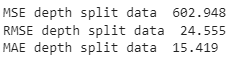 MSE depth split data  602.948
RMSE depth split data  24.555
MAE depth split data  15.419